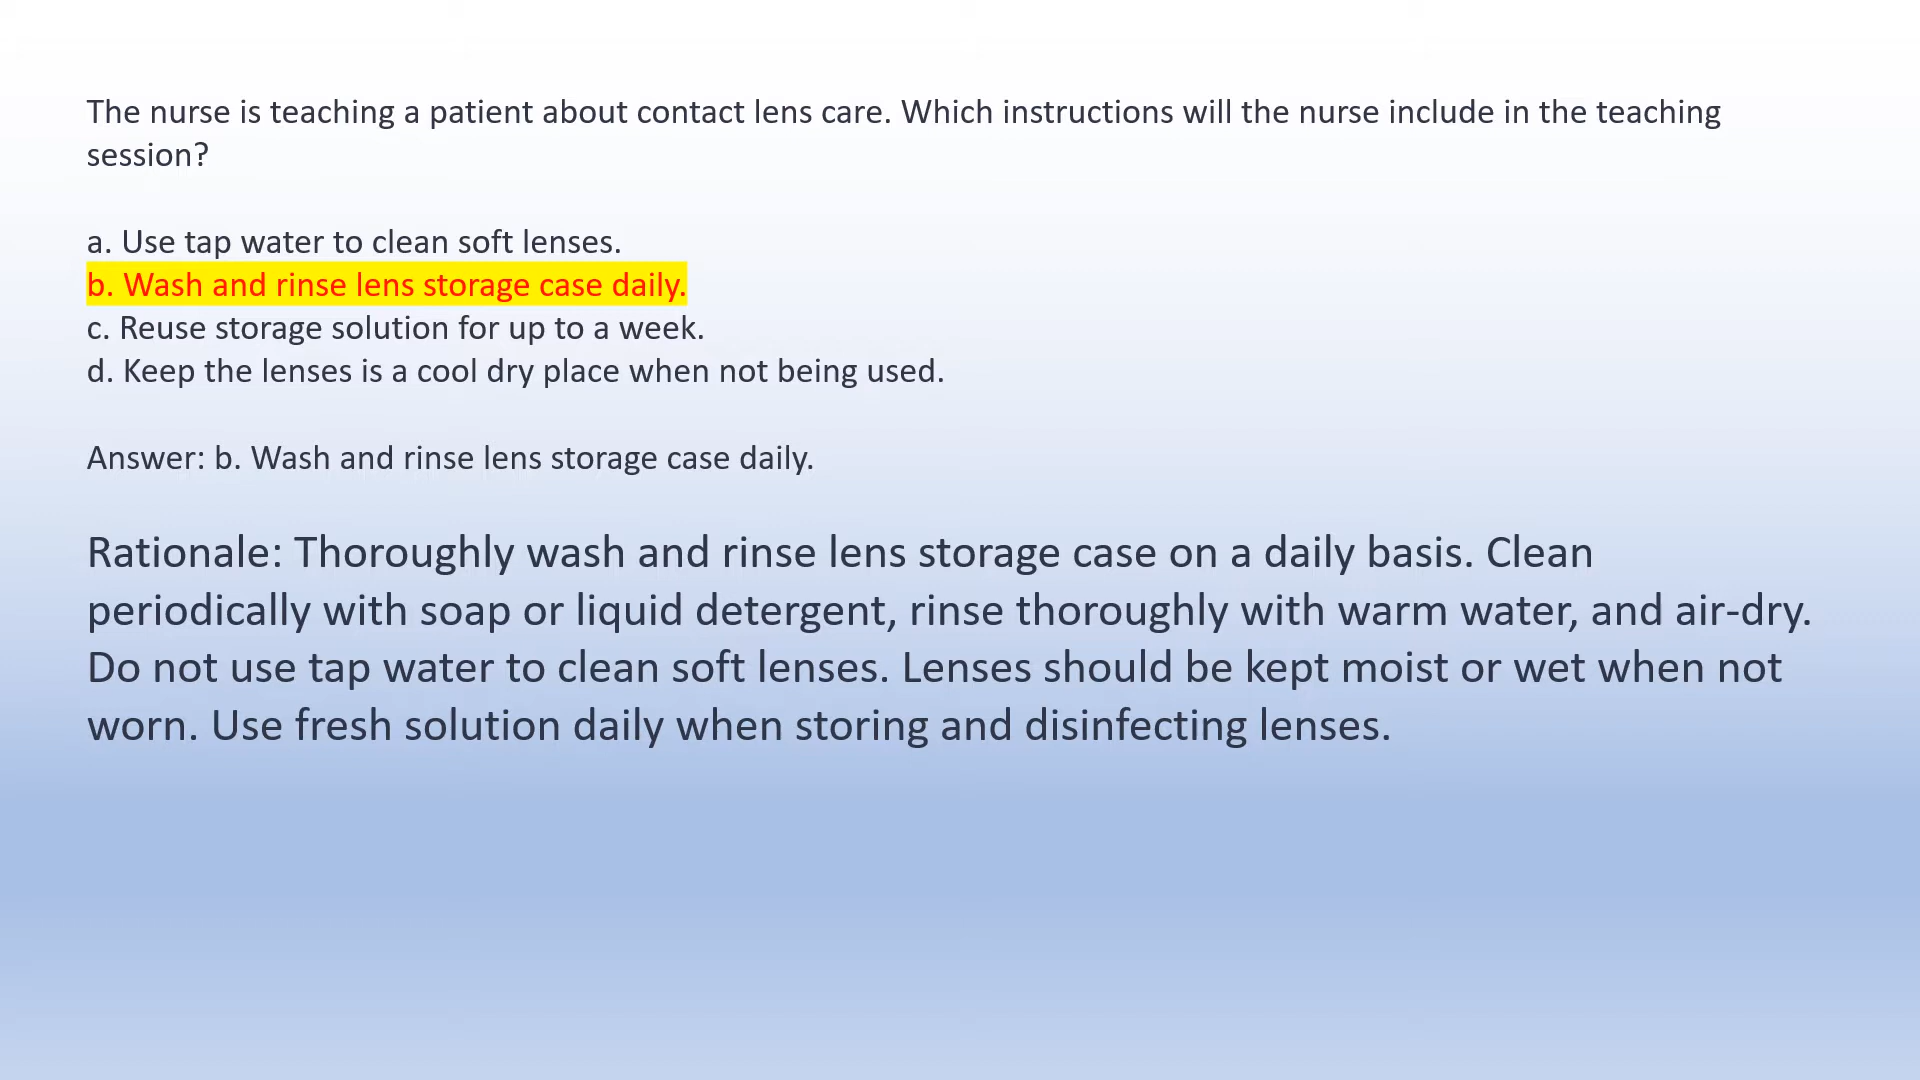 The nurse is teaching a patient about contact lens care. Which instructions will the nurse include in the teaching
session?
a. Use tap water to clean soft lenses.
b. Wash and rinse lens storage case daily.
c. Reuse storage solution for up to a week.
d. Keep the lenses is a cool dry place when not being used.
Answer: b. Wash and rinse lens storage case daily.
Rationale: Thoroughly wash and rinse lens storage case on a daily basis. Clean
periodically with soap or liquid detergent, rinse thoroughly with warm water, and air-dry.
Do not use tap water to clean soft lenses. Lenses should be kept moist or wet when not
worn. Use fresh solution daily when storing and disinfecting lenses.